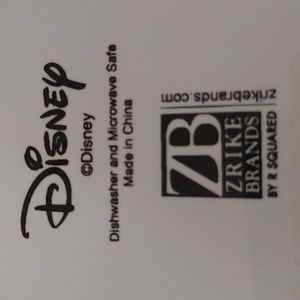 Disney
©Disney
Dishwasher and Microwave Safe
Made in China
ZB
ZRIKE
BRANDS
BY R SQUARED
zrikebrands.com